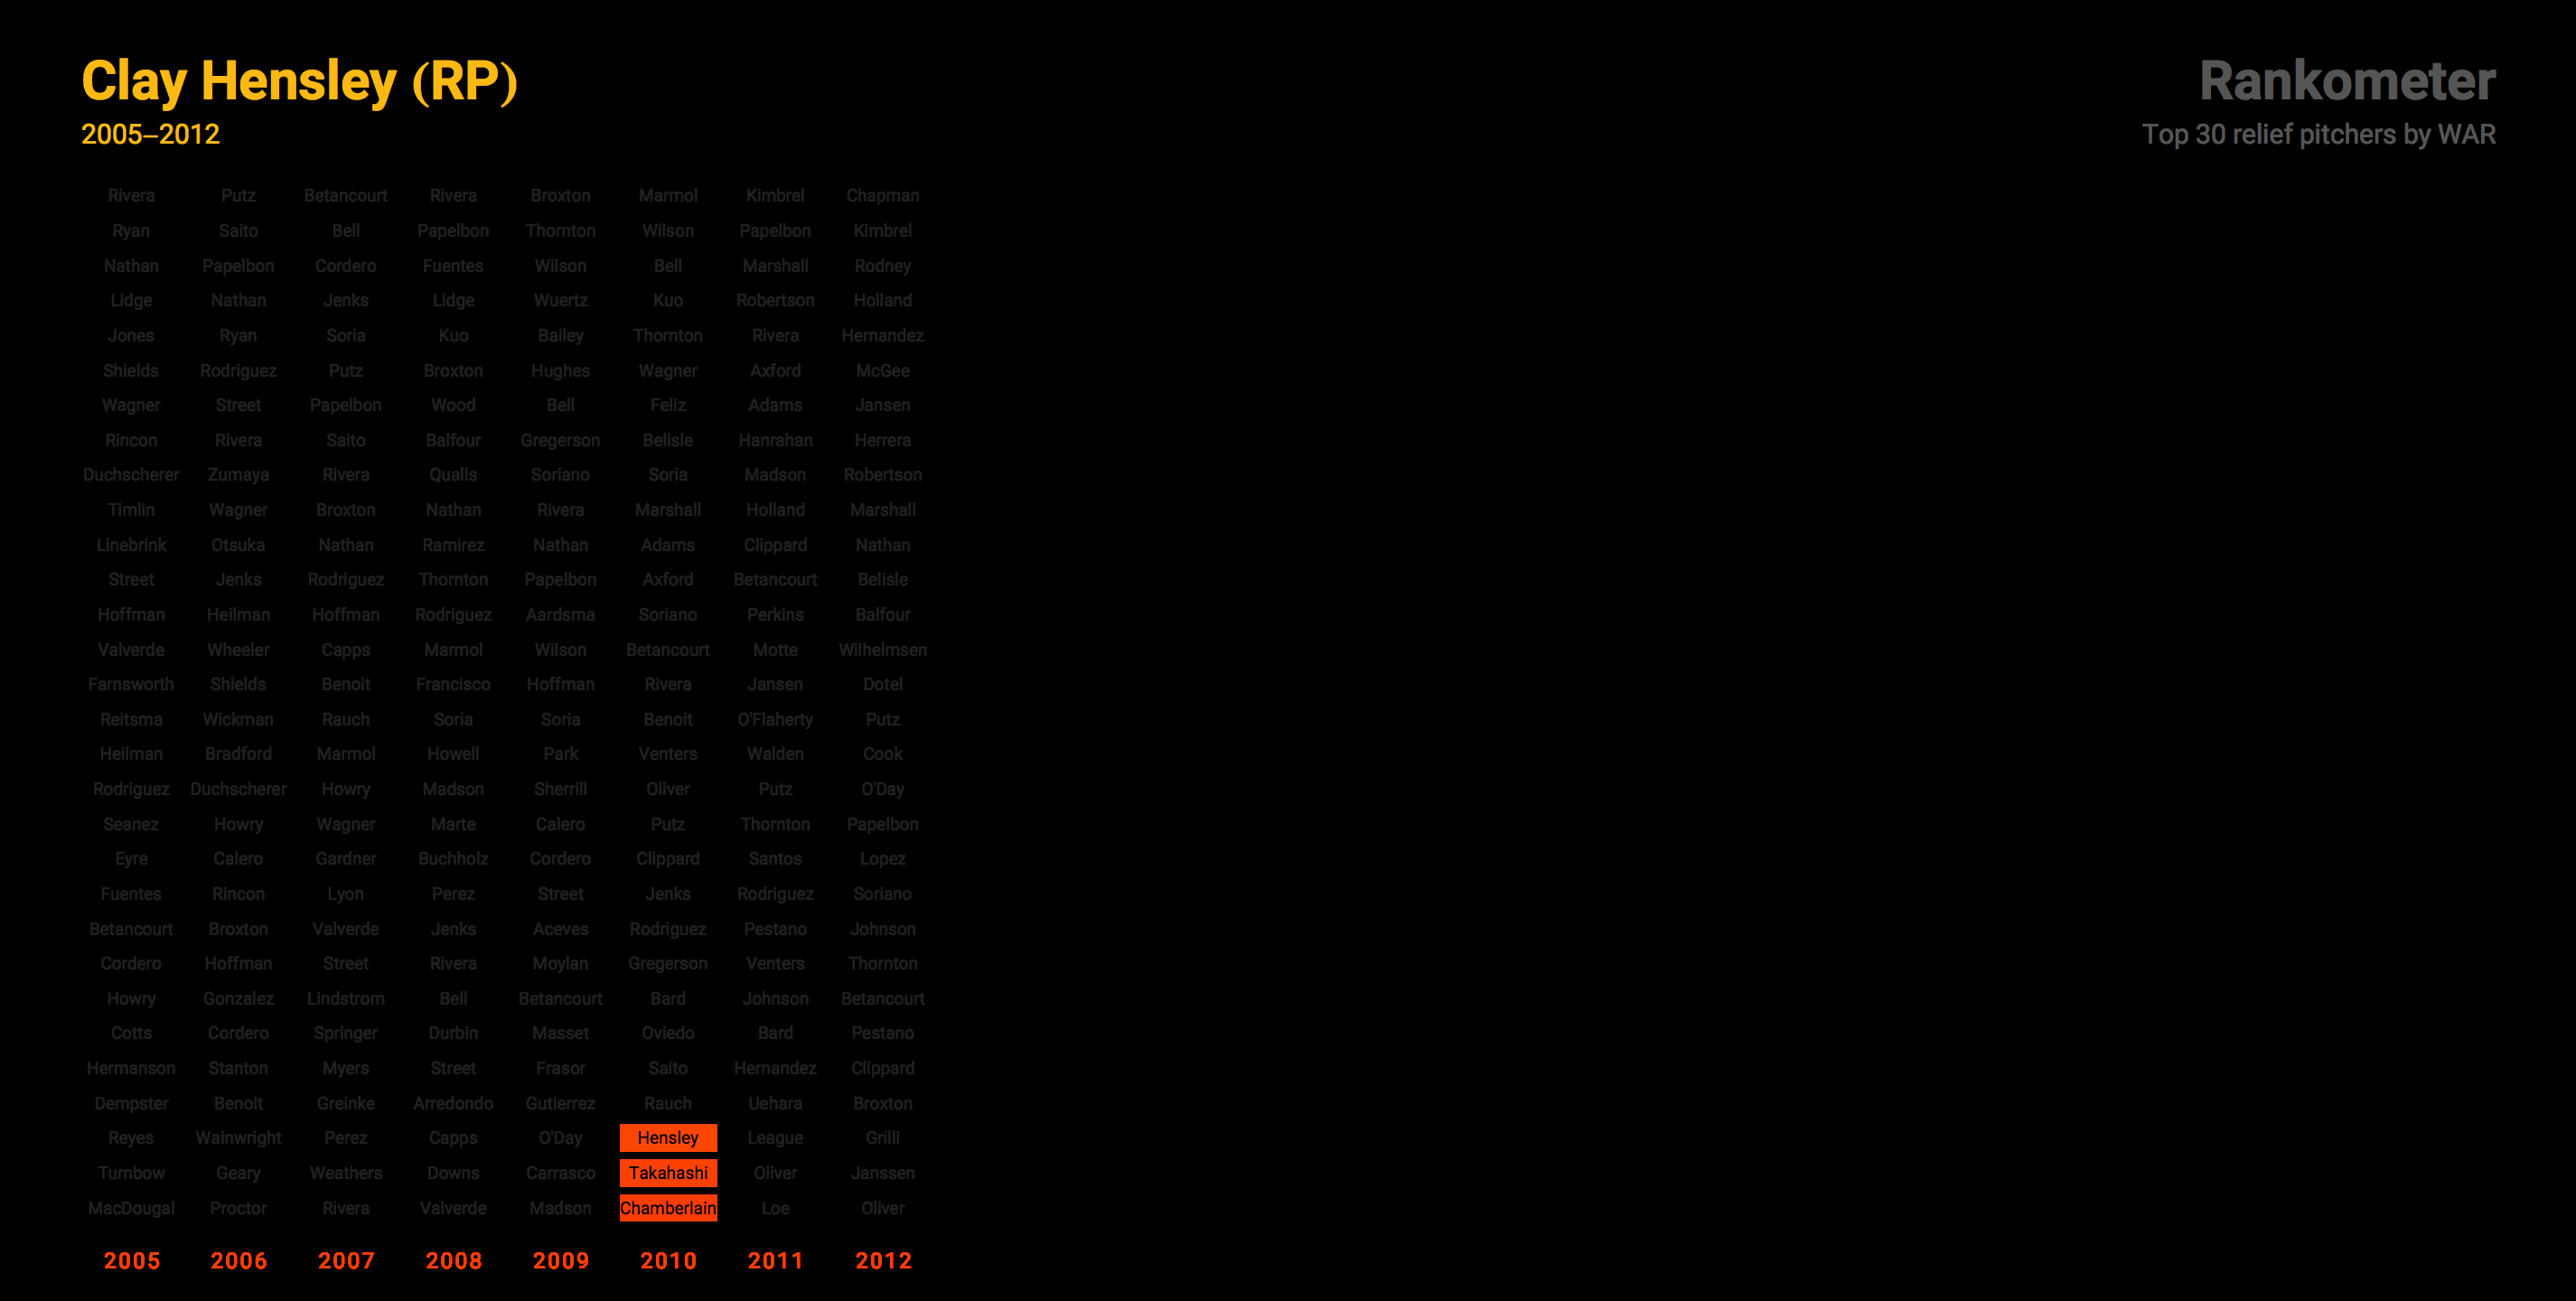 Clay Hensley (RP)
2005–2012
Rankometer
Top 30 relief pitchers by WAR
Rivera Putz Betancourt Rivera Broxton Marmol Kimbrel Chapman
Ryan Saito Bell Papelbon Thornton Wilson Papelbon Kimbrel
Nathan Papelbon Cordero Fuentes Wilson Bell Marshall Rodney
Lidge Nathan Jenks Lidge Wuertz Kuo Robertson Holland
Jones Ryan Soria Kuo Bailey Thornton Rivera Hernandez
Shields Rodriguez Putz Broxton Hughes Wagner Axford McGee
Wagner Street Papelbon Wood Bell Feliz Adams Jansen
Rincon Rivera Saito Balfour Gregerson Belisle Hanrahan Herrera
Duchscherer Zumaya Rivera Qualls Soriano Soria Madson Robertson
Timlin Wagner Broxton Nathan Rivera Marshall Holland Marshall
Linebrink Otsuka Nathan Ramirez Nathan Adams Clippard Nathan
Street Jenks Rodriguez Thornton Papelbon Axford Betancourt Belisle
Hoffman Heilman Hoffman Rodriguez Aardsma Soriano Perkins Balfour
Valverde Wheeler Capps Marmol Wilson Betancourt Motte Wilhelmsen
Farnsworth Shields Benoit Francisco Hoffman Rivera Jansen Dotel
Reitsma Wickman Rauch Soria Soria Benoit O'Flaherty Putz
Heilman Bradford Marmol Howell Park Venters Walden Cook
Rodriguez Duchscherer Howry Madson Sherrill Oliver Putz O'Day
Seanez Howry Wagner Marte Calero Putz Thornton Papelbon
Eyre Calero Gardner Buchholz Cordero Clippard Santos Lopez
Fuentes Rincon Lyon Perez Street Jenks Rodriguez Soriano
Betancourt Broxton Valverde Jenks Aceves Rodriguez Pestano Johnson
Cordero Hoffman Street Rivera Moylan Gregerson Venters Thornton
Howry Gonzalez Lindstrom Bell Betancourt Bard Johnson Betancourt
Cotts Cordero Springer Durbin Masset Oviedo Bard Pestano
Hermanson Stanton Myers Street Frasor Saito Hernandez Clippard
Dempster Benoit Greinke Arredondo Gutierrez Rauch Uehara Broxton
Reyes Wainwright Perez Capps O'Day Hensley League Grilli
Turnbow Geary Weathers Downs Carrasco Takahashi Oliver Janssen
MacDougal Proctor Rivera Valverde Madson Chamberlain Loe Oliver
2005 2006 2007 2008 2009 2010 2011 2012